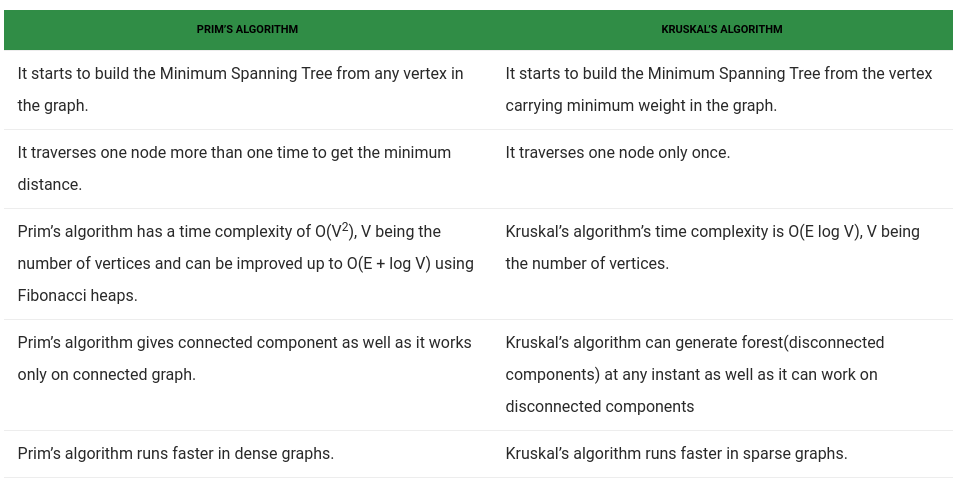 PRIM'S ALGORITHM
KRUSKAL'S ALGORITHM
It starts to build the Minimum Spanning Tree from any vertex in
the graph.
It starts to build the Minimum Spanning Tree from the vertex
carrying minimum weight in the graph.
It traverses one node more than one time to get the minimum
distance.
It traverses one node only once.
Prim’s algorithm has a time complexity of O(V²), V being the
number of vertices and can be improved up to O(E + log V) using
Fibonacci heaps.
Kruskal’s algorithm’s time complexity is O(E log V), V being
the number of vertices.
Prim’s algorithm gives connected component as well as it works
only on connected graph.
Kruskal’s algorithm can generate forest(disconnected
components) at any instant as well as it can work on
disconnected components
Prim’s algorithm runs faster in dense graphs.
Kruskal’s algorithm runs faster in sparse graphs.